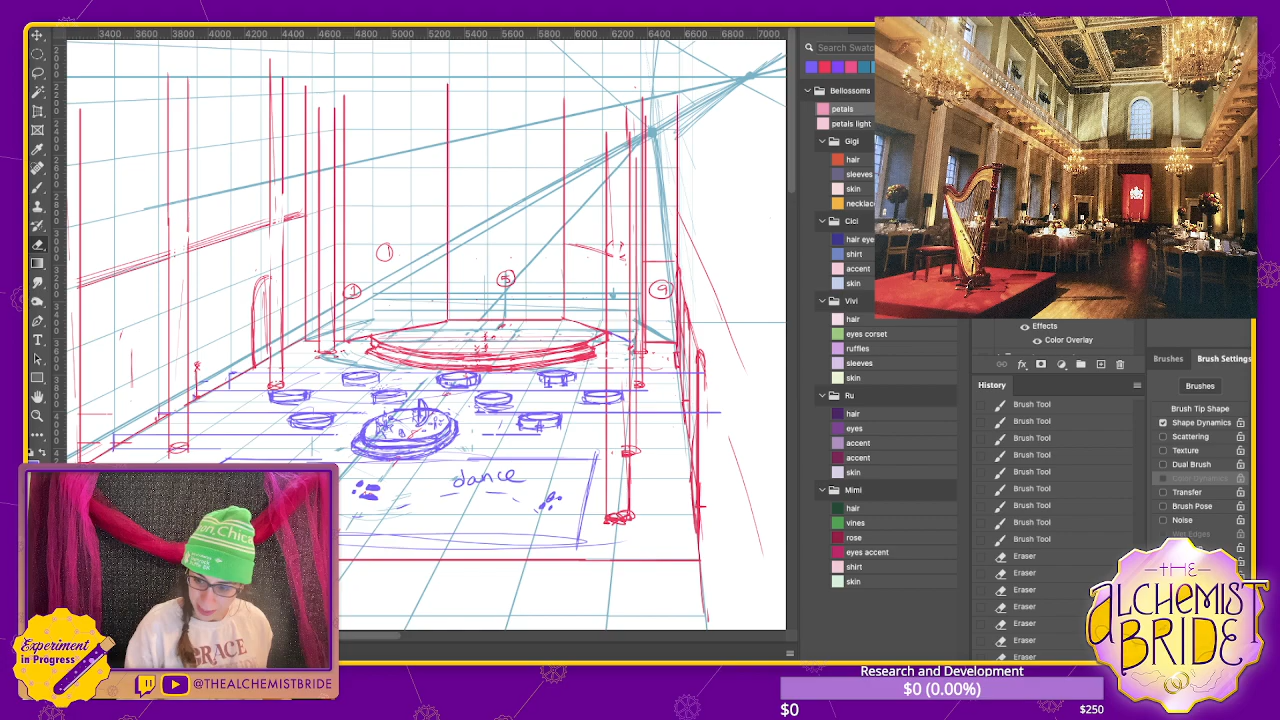 3400 3600 3800 4000 4200 4400 4600 4800 5000 5200 5400 5600 5800 6000 6200 6400 6600 6800 7000
Search Swatc
Bellossoms
petals
petals light
Gigi
hair
sleeves
skin
necklac
Cici
hair eye
shirt
accent
skin
Vivi
hair
eyes corset
ruffles
sleeves
skin
Ru
hair
eyes
accent
accent
skin
Mimi
hair
vines
rose
eyes accent
shirt
skin
Effects
Color Overlay
fx
History
Brush Tool
Brush Tool
Brush Tool
Brush Tool
Brush Tool
Brush Tool
Brush Tool
Brush Tool
Brush Tool
Eraser
Eraser
Eraser
Eraser
Eraser
Eraser
Eraser
Brushes
Brush Settings
Brushes
Brush Tip Shape
Shape Dynamics
Scattering
Texture
Dual Brush
Color Dynamics
Transfer
Brush Pose
Noise
Wet Edges
dance
Experiment
in Progress
@THEALCHEMISTBRIDE
THE
ALCHEMIST
BRIDE
Research and Development
$0 (0.00%)
$0
$250